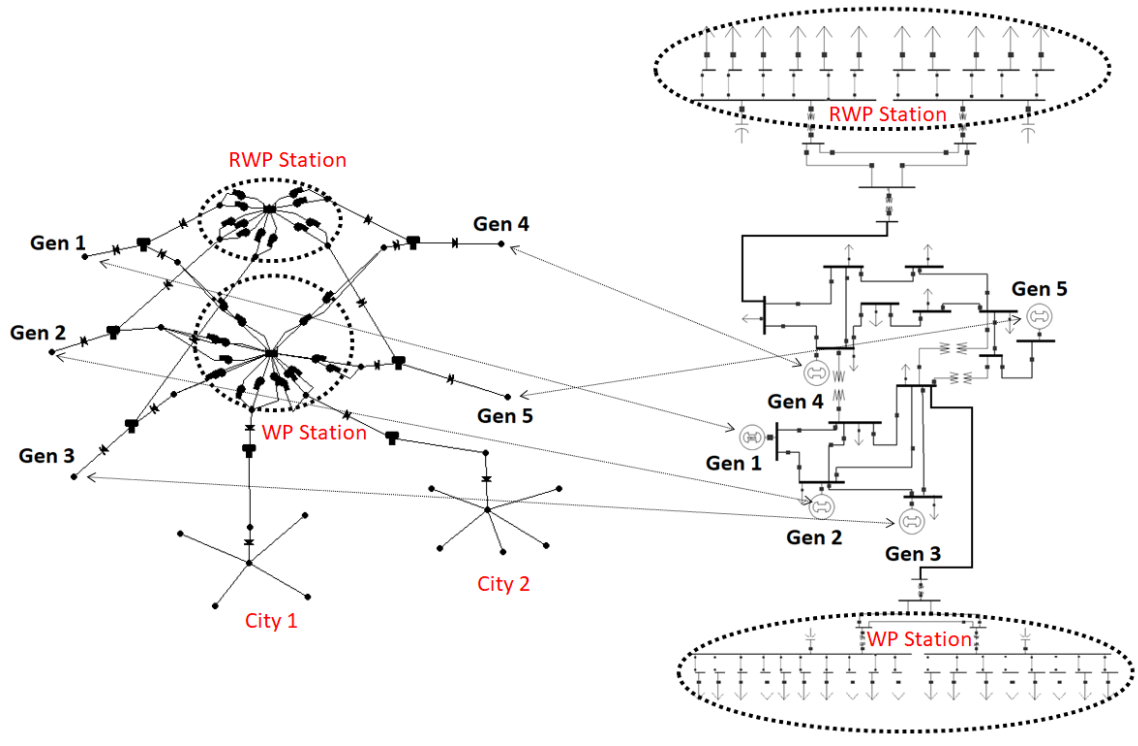 RWP Station
RWP Station
Gen 1
Gen 4
Gen 2
Gen 5
Gen 3
WP Station
City 1
City 2
Gen 5
Gen 4
Gen 1
Gen 2
Gen 3
WP Station